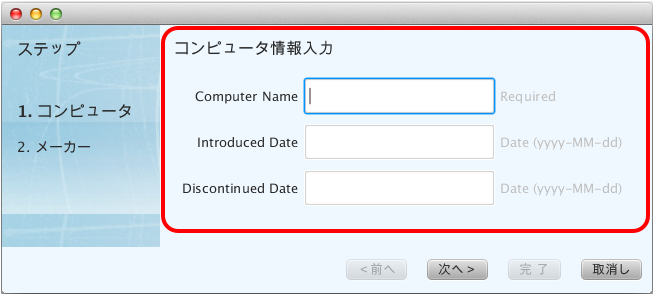 ステップ
1. コンピュータ
2. メーカー
コンピュータ情報入力
Computer Name Required
Introduced Date Date (yyyy-MM-dd)
Discontinued Date Date (yyyy-MM-dd)
< 前へ 次へ > 完 了 取消し